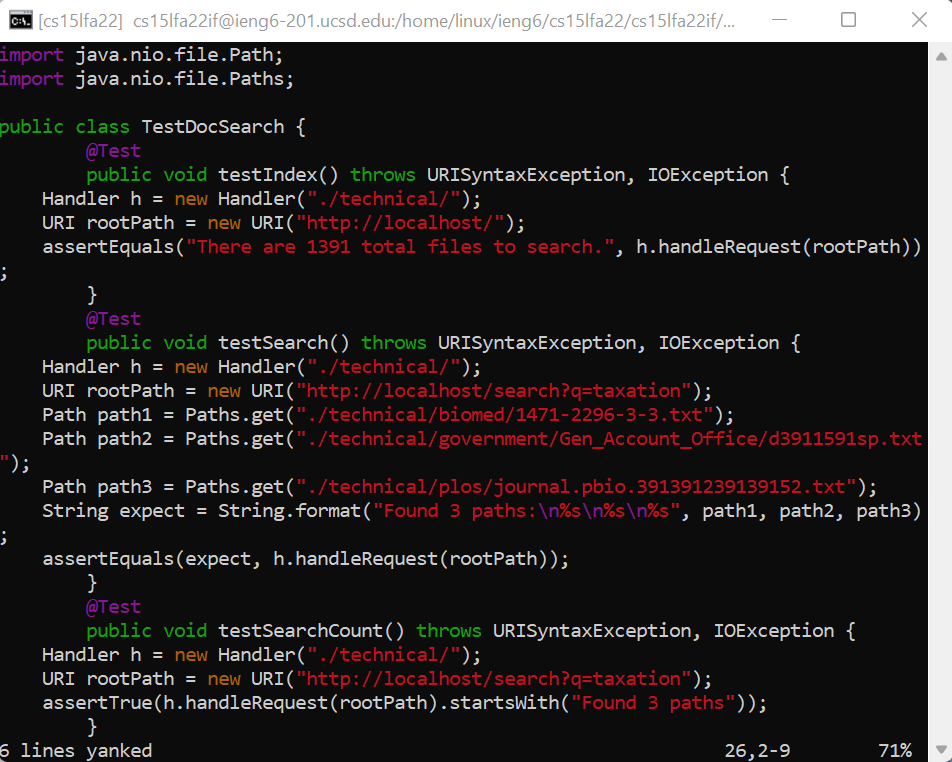 [cs15lfa22] cs15lfa22if@ieng6-201.ucsd.edu:/home/linux/ieng6/cs15lfa22/cs15lfa22if/...
import java.nio.file.Path;
import java.nio.file.Paths;
public class TestDocSearch {
@Test
public void testIndex() throws URISyntaxException, IOException {
Handler h = new Handler("./technical/");
URI rootPath = new URI("http://localhost/");
assertEquals("There are 1391 total files to search.", h.handleRequest(rootPath))
;
}
@Test
public void testSearch() throws URISyntaxException, IOException {
Handler h = new Handler("./technical/");
URI rootPath = new URI("http://localhost/search?q=taxation");
Path path1 = Paths.get("./technical/biomed/1471-2296-3-3.txt");
Path path2 = Paths.get("./technical/government/Gen_Account_Office/d3911591sp.txt
");
Path path3 = Paths.get("./technical/plos/journal.pbio.391391239139152.txt");
String expect = String.format("Found 3 paths:\n%s\n%s\n%s", path1, path2, path3)
;
assertEquals(expect, h.handleRequest(rootPath));
}
@Test
public void testSearchCount() throws URISyntaxException, IOException {
Handler h = new Handler("./technical/");
URI rootPath = new URI("http://localhost/search?q=taxation");
assertTrue(h.handleRequest(rootPath).startsWith("Found 3 paths"));
}
6 lines yanked 26,2-9 71%